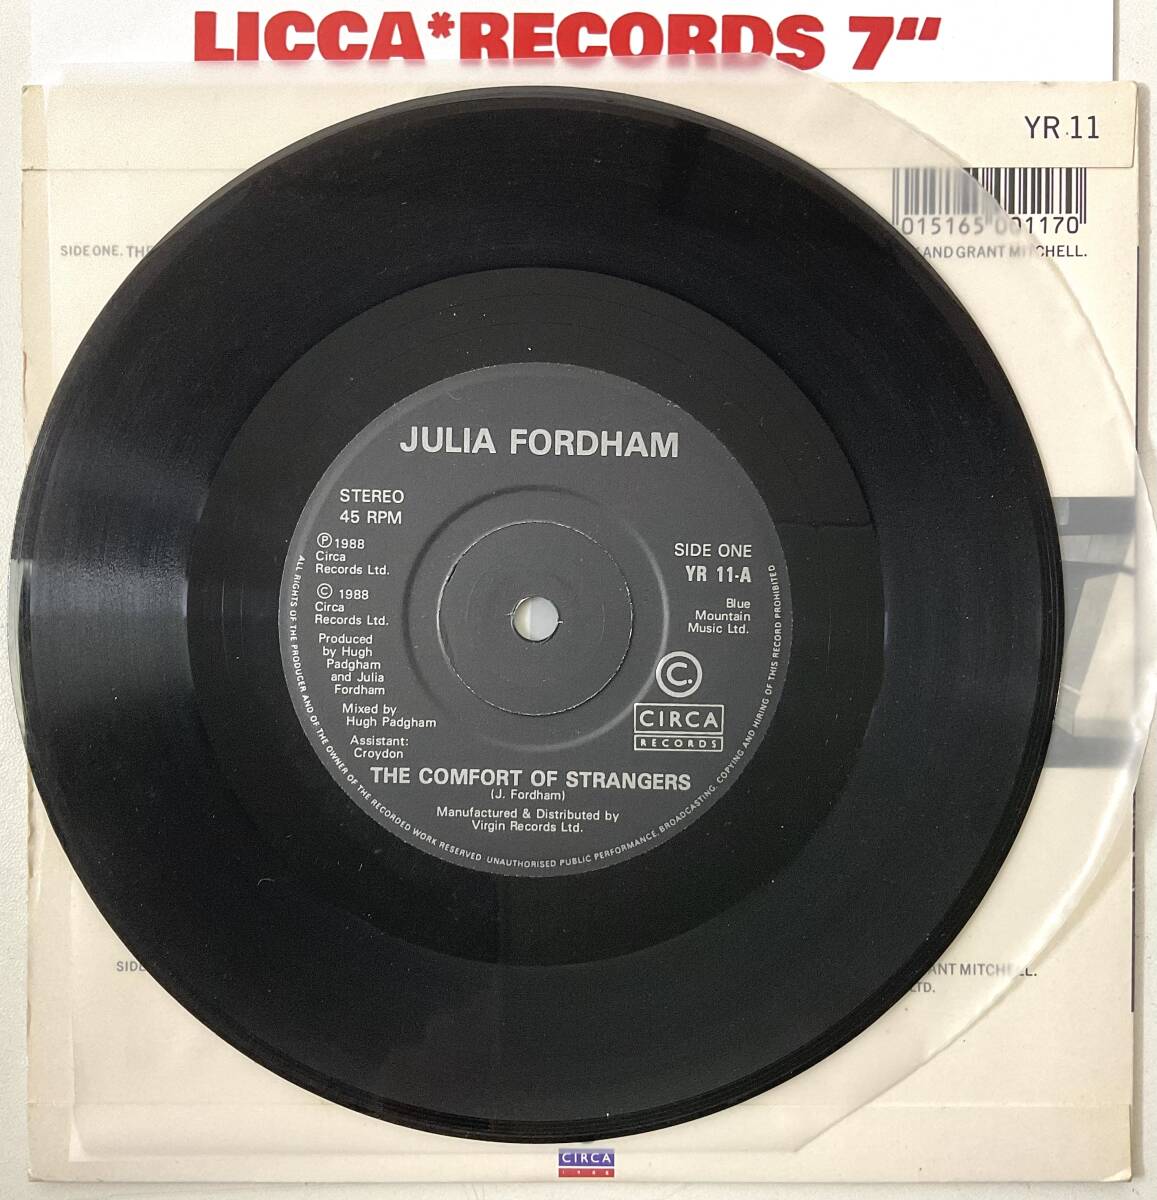 LICCA*RECORDS 7"
YR 11
015165 001170
SIDE ONE. THE
AND GRANT MITCHELL.
JULIA FORDHAM
STEREO
45 RPM
℗ 1988
Circa
Records Ltd.
© 1988
Circa
Records Ltd.
Produced
by Hugh
Padgham
and Julia
Fordham
Mixed by
Hugh Padgham
Assistant:
Croydon
SIDE ONE
YR 11-A
Blue
Mountain
Music Ltd.
C.
CIRCA
RECORDS
THE COMFORT OF STRANGERS
(J. Fordham)
Manufactured & Distributed by
Virgin Records Ltd.
ALL RIGHTS OF THE PRODUCER AND OF THE OWNER OF THE RECORDED WORK RESERVED UNAUTHORISED PUBLIC PERFORMANCE, BROADCASTING, COPYING AND HIRING OF THIS RECORD PROHIBITED
SIDE
MITCHELL.
LTD.
CIRCA
1988